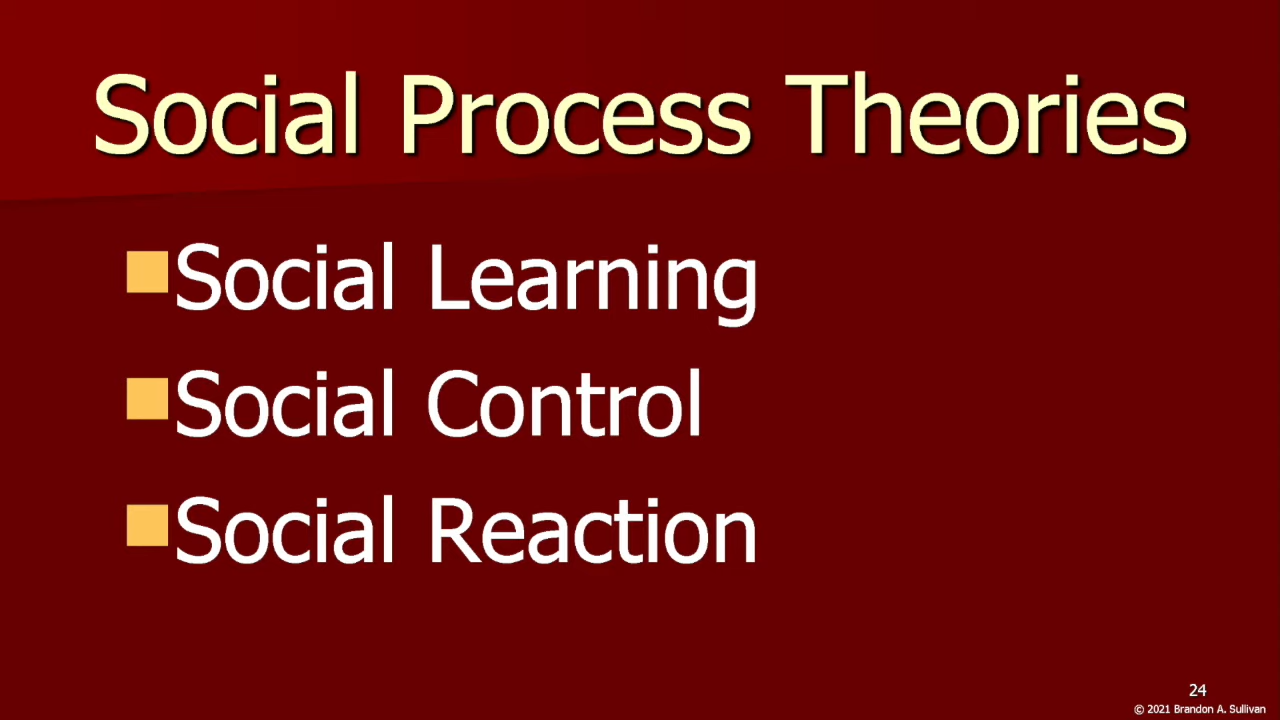 Social Process Theories
Social Learning
Social Control
Social Reaction
24
© 2021 Brandon A. Sullivan